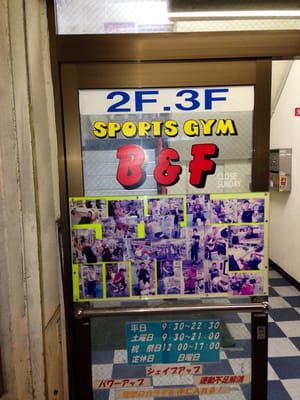 2F.3F
SPORTS GYM
B & F
CLOSE
SUNDAY
平日 9:30~22:30
土曜日 9:30~21:00
祝祭日 12:00~17:00
定休日 日曜日
シェイプアップ
パワーアップ 運動不足解消